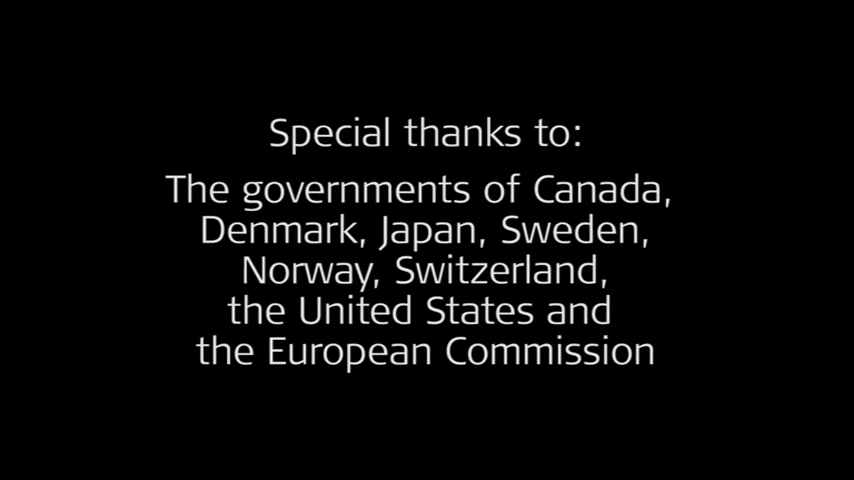 Special thanks to:
The governments of Canada,
Denmark, Japan, Sweden,
Norway, Switzerland,
the United States and
the European Commission